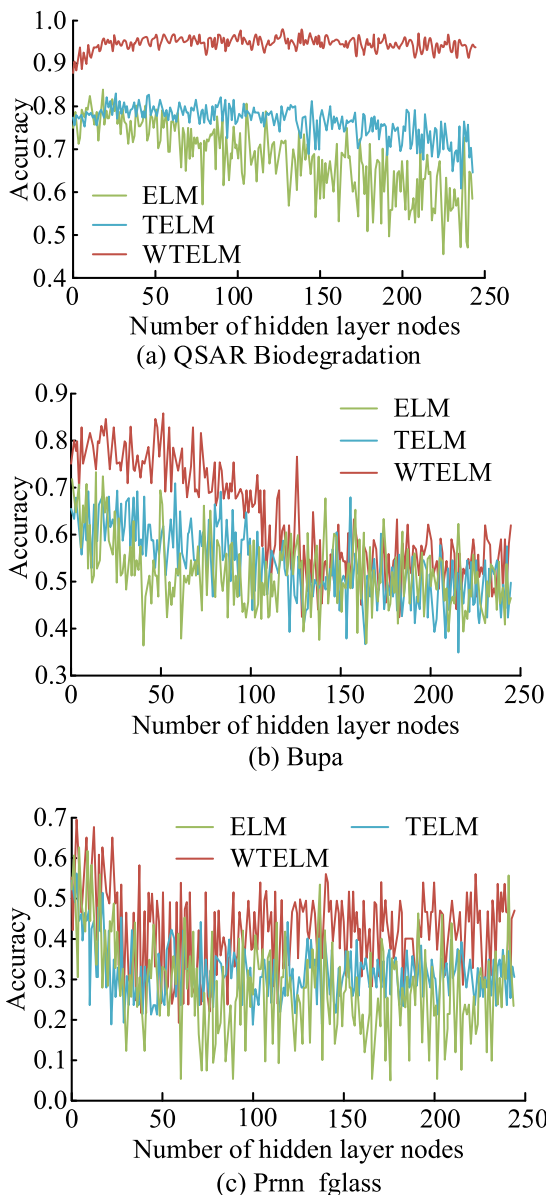 1.0
0.9
0.8
0.7
0.6
0.5
0.4
Accuracy
ELM
TELM
WTELM
0 50 100 150 200 250
Number of hidden layer nodes
(a) QSAR Biodegradation
0.9
0.8
0.7
0.6
0.5
0.4
0.3
Accuracy
ELM
TELM
WTELM
0 50 100 150 200 250
Number of hidden layer nodes
(b) Bupa
0.7
0.6
0.5
0.4
0.3
0.2
0.1
0.0
Accuracy
ELM TELM
WTELM
0 50 100 150 200 250
Number of hidden layer nodes
(c) Prnn_fglass